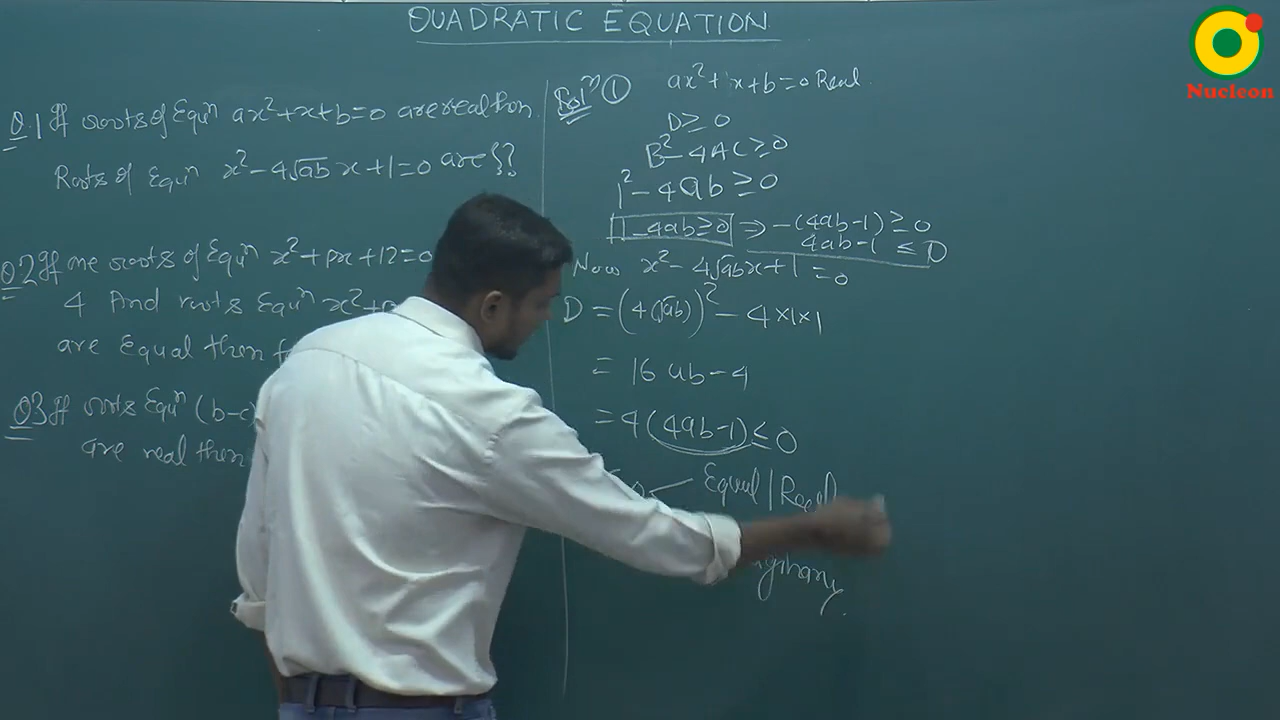 QUADRATIC EQUATION
Q.1 If roots of Equⁿ ax²+x+b=0 are real then
Roots of Equⁿ x²-4√ab x+1=0 are
Q2 If one roots of Equⁿ x²+px+12=0
4 And roots Equⁿ x²+
are Equal then
Q3 If roots Equⁿ (b-c)
are real then
Solⁿ ① ax²+x+b=0 Real
D≥0
B²-4AC≥0
1²-4ab≥0
1-4ab≥0 ⇒ -(4ab-1)≥0
4ab-1 ≤0
Now x²-4√abx+1=0
D = (4√ab)² - 4×1×1
= 16ab-4
= 4(4ab-1)≤0
Equal | Real
Nucleon